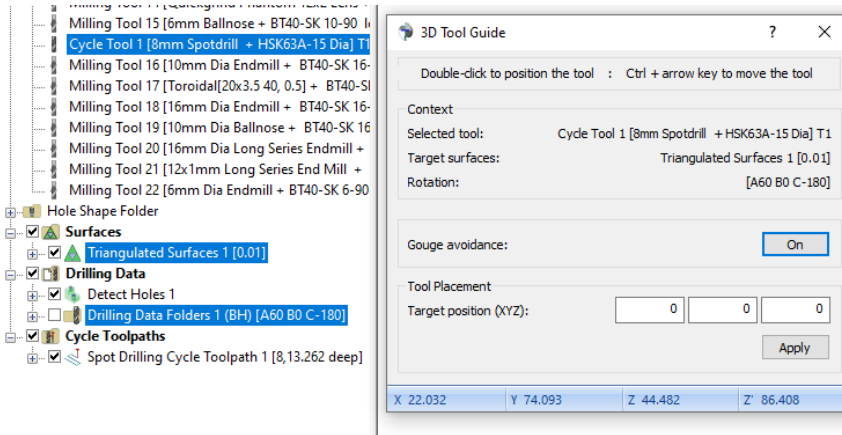 Milling Tool 15 [6mm Ballnose + BT40-SK 10-90
Cycle Tool 1 [8mm Spotdrill + HSK63A-15 Dia] T1
Milling Tool 16 [10mm Dia Endmill + BT40-SK 16-
Milling Tool 17 [Toroidal[20x3.5 40, 0.5] + BT40-S
Milling Tool 18 [16mm Dia Endmill + BT40-SK 16-
Milling Tool 19 [10mm Dia Ballnose + BT40-SK 16
Milling Tool 20 [16mm Dia Long Series Endmill +
Milling Tool 21 [12x1mm Long Series End Mill +
Milling Tool 22 [6mm Dia Endmill + BT40-SK 6-90
Hole Shape Folder
Surfaces
Triangulated Surfaces 1 [0.01]
Drilling Data
Detect Holes 1
Drilling Data Folders 1 (BH) [A60 B0 C-180]
Cycle Toolpaths
Spot Drilling Cycle Toolpath 1 [8,13.262 deep]
3D Tool Guide ? X
Double-click to position the tool : Ctrl + arrow key to move the tool
Context
Selected tool: Cycle Tool 1 [8mm Spotdrill + HSK63A-15 Dia] T1
Target surfaces: Triangulated Surfaces 1 [0.01]
Rotation: [A60 B0 C-180]
Gouge avoidance: On
Tool Placement
Target position (XYZ): 0 0 0
Apply
X 22.032 Y 74.093 Z 44.482 Z' 86.408